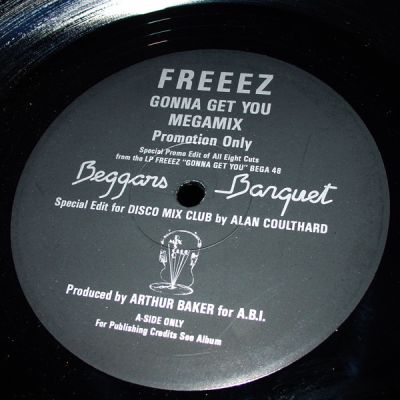 FREEEZ
GONNA GET YOU
MEGAMIX
Promotion Only
Special Promo Edit of All Eight Cuts
from the LP FREEEZ "GONNA GET YOU" BEGA 48
Beggars Banquet
Special Edit for DISCO MIX CLUB by ALAN COULTHARD
Produced by ARTHUR BAKER for A.B.I.
A-SIDE ONLY
For Publishing Credits See Album